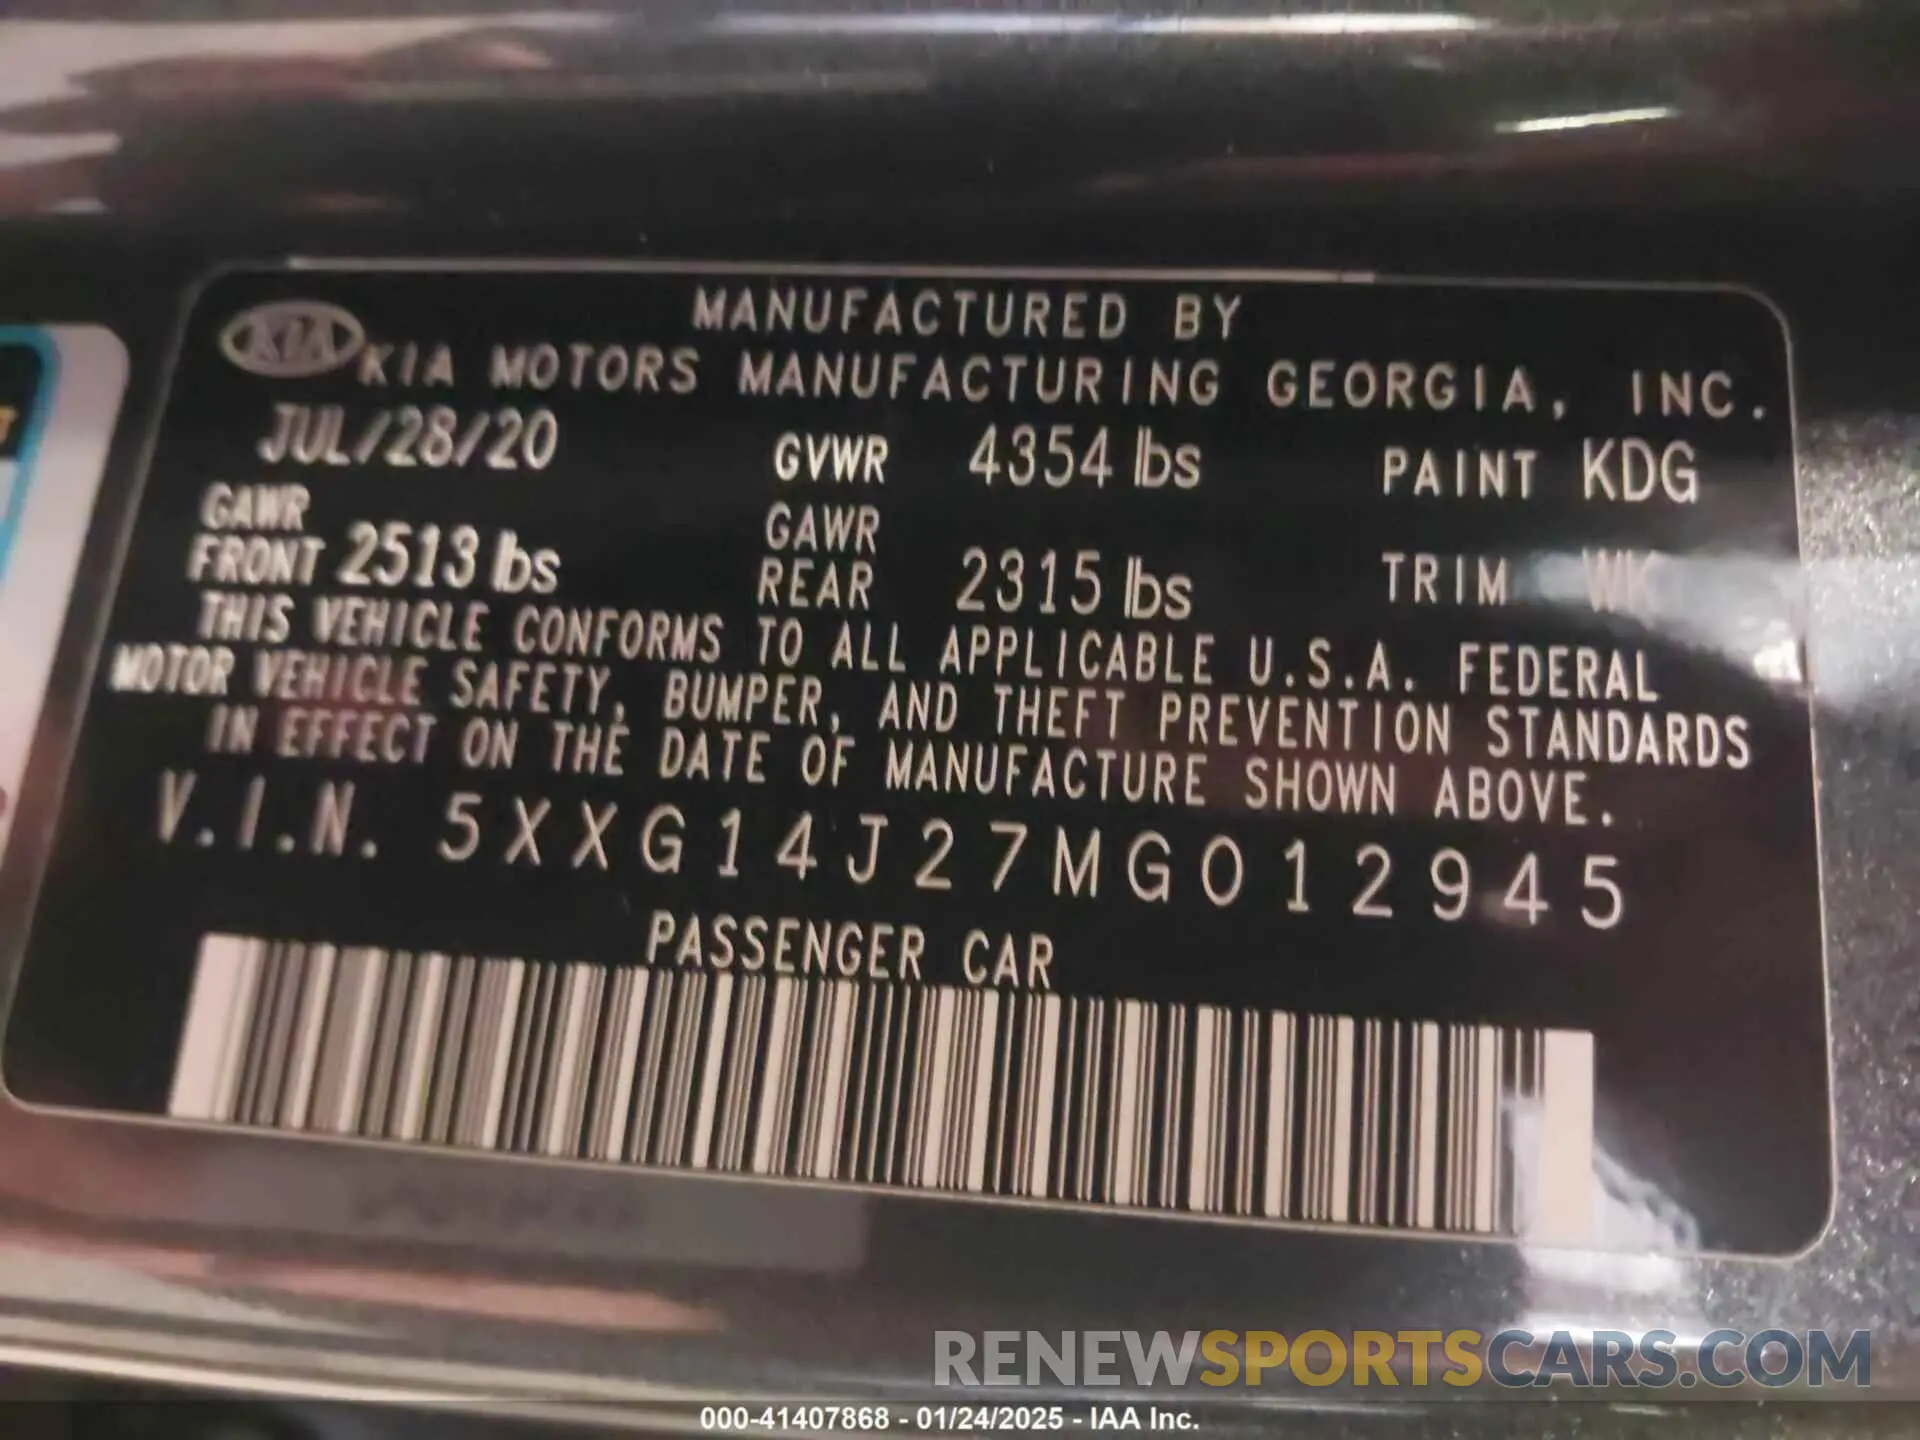 MANUFACTURED BY
KIA KIA MOTORS MANUFACTURING GEORGIA, INC.
JUL/28/20 GVWR 4354 lbs PAINT KDG
GAWR FRONT 2513 lbs GAWR REAR 2315 lbs TRIM WK
THIS VEHICLE CONFORMS TO ALL APPLICABLE U.S.A. FEDERAL
MOTOR VEHICLE SAFETY, BUMPER, AND THEFT PREVENTION STANDARDS
IN EFFECT ON THE DATE OF MANUFACTURE SHOWN ABOVE.
V.I.N. 5XXG14J27MG012945
PASSENGER CAR
RENEWSPORTSCARS.COM
000-41407868 - 01/24/2025 - IAA Inc.